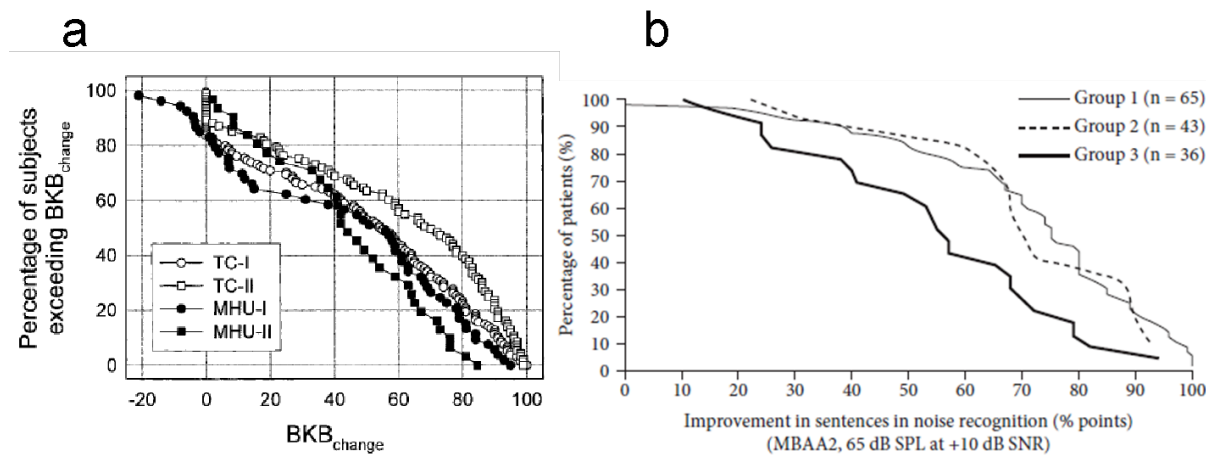 a
Percentage of subjects
exceeding BKBchange
100
80
60
40
20
0
TC-I
TC-II
MHU-I
MHU-II
-20 0 20 40 60 80 100
BKBchange
b
Percentage of patients (%)
100
90
80
70
60
50
40
30
20
10
0
Group 1 (n = 65)
Group 2 (n = 43)
Group 3 (n = 36)
0 10 20 30 40 50 60 70 80 90 100
Improvement in sentences in noise recognition (% points)
(MBAA2, 65 dB SPL at +10 dB SNR)